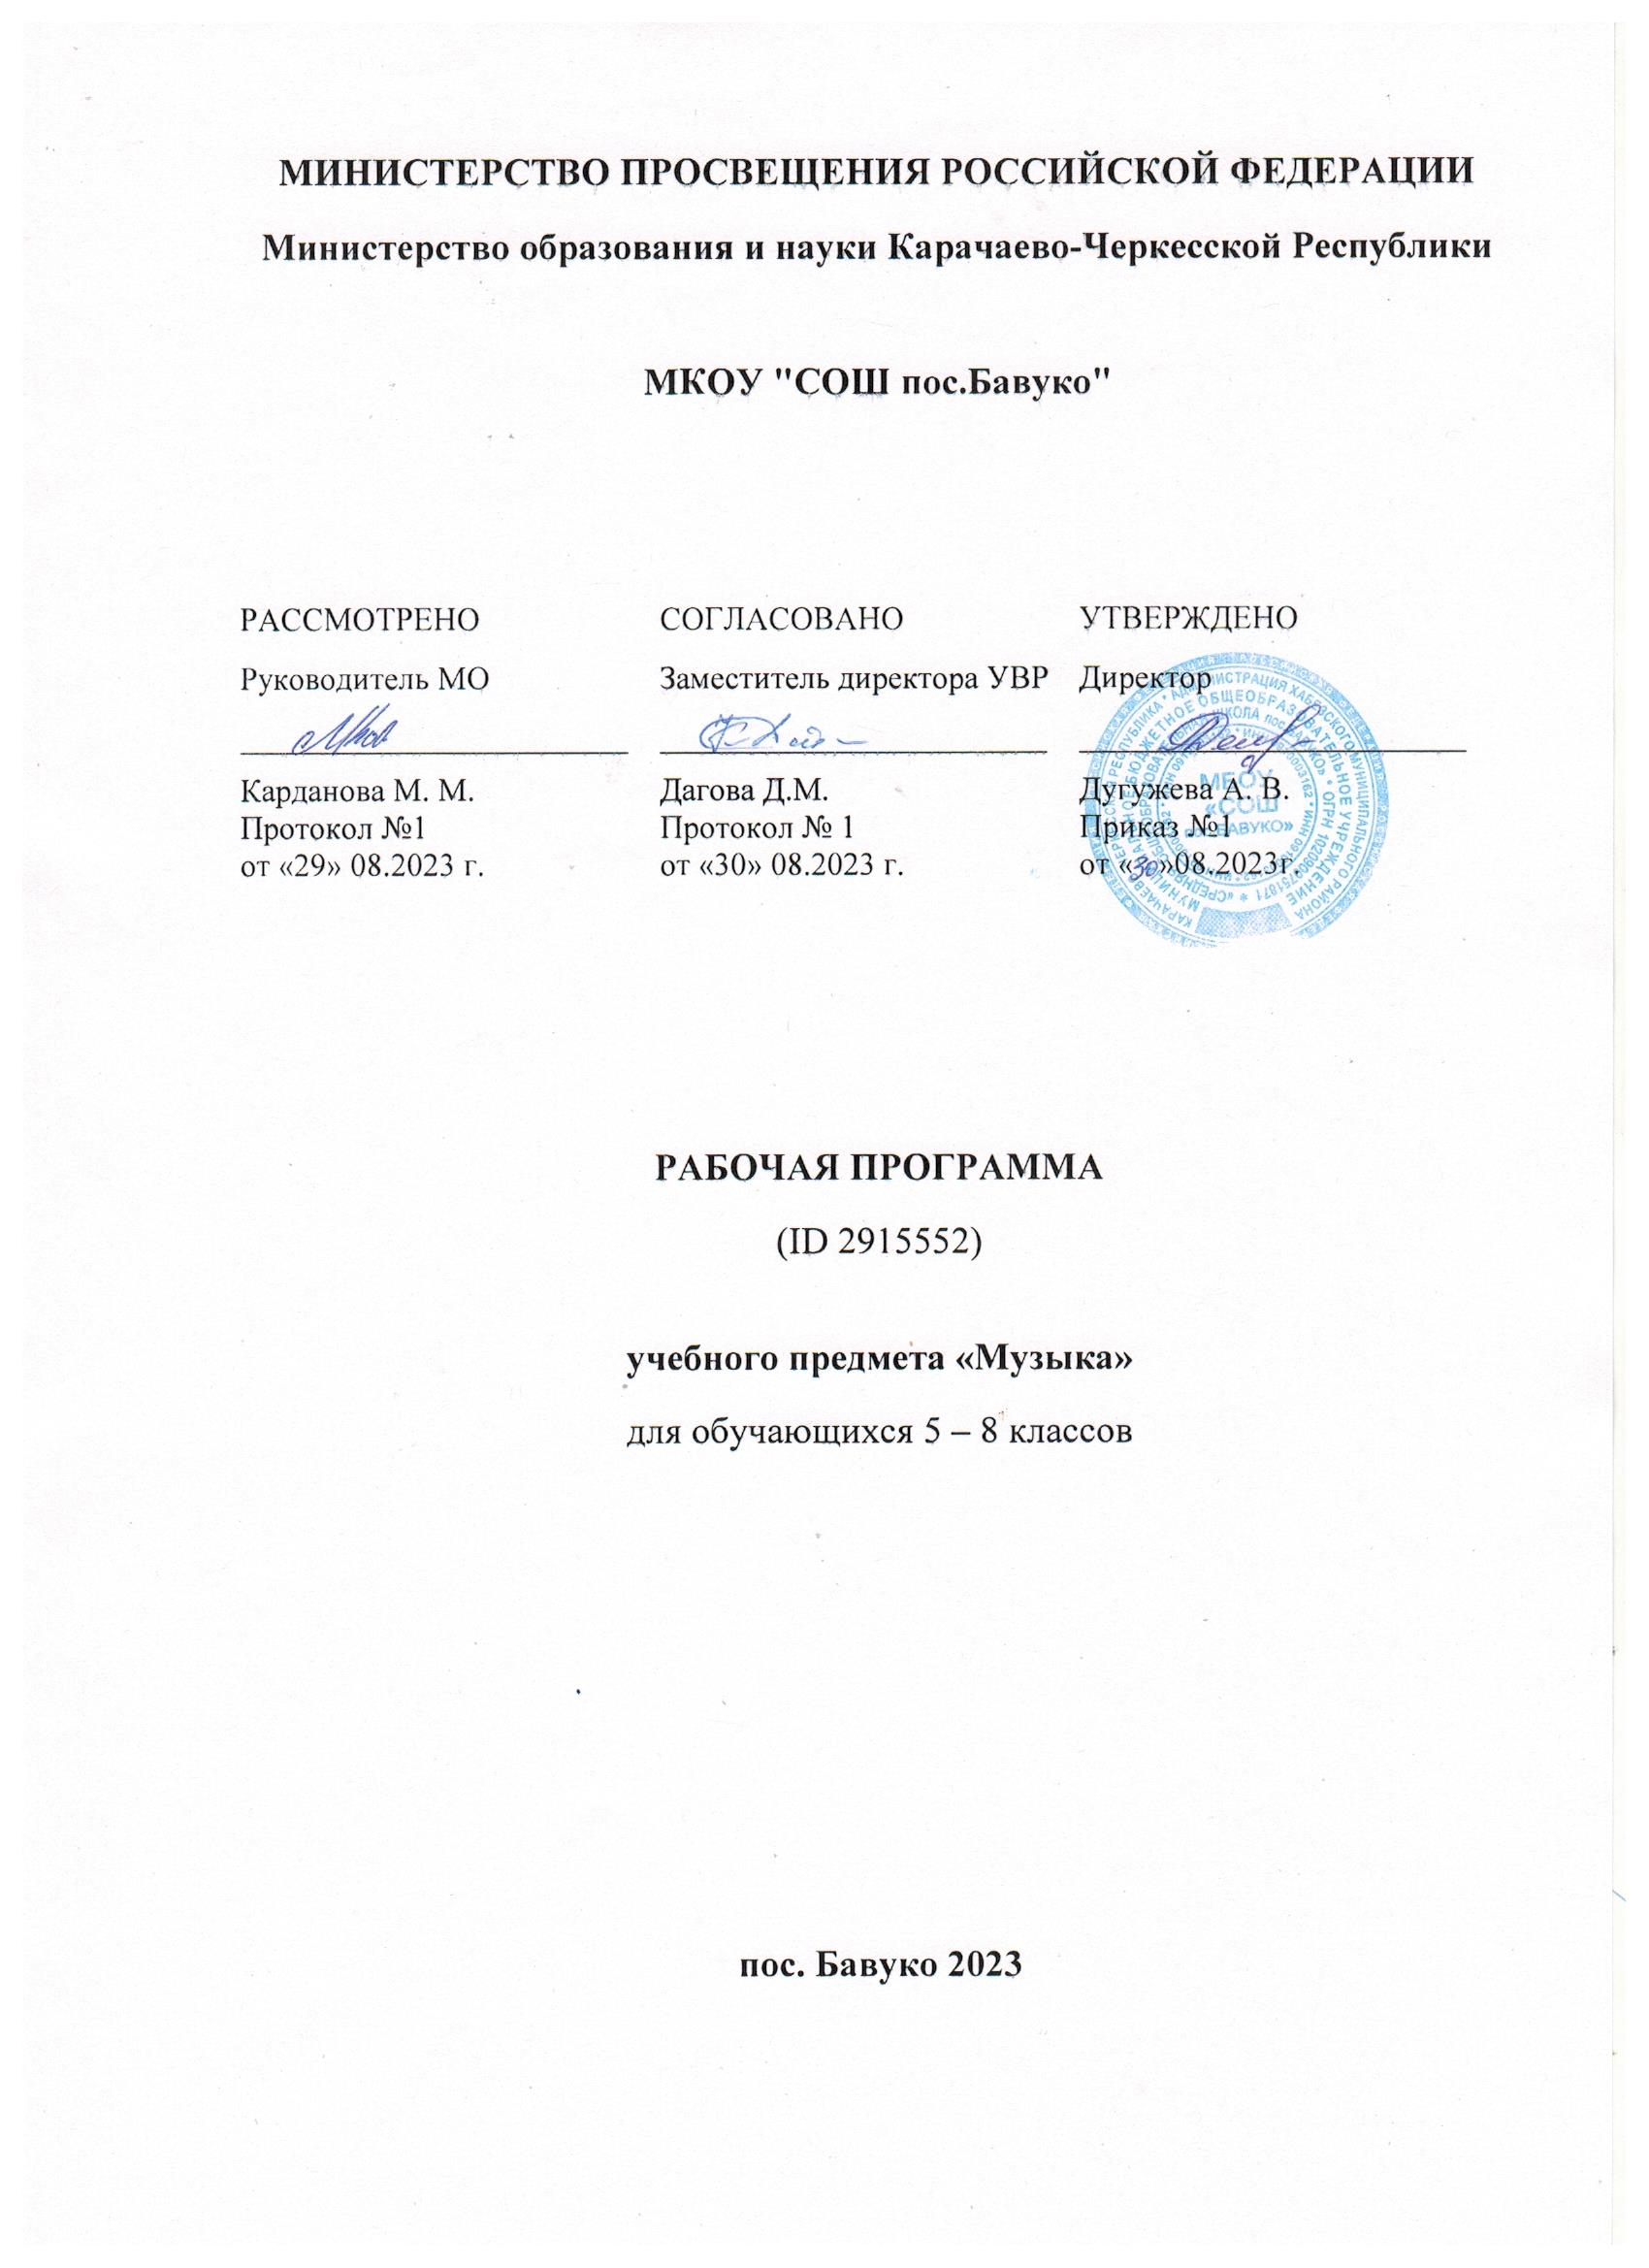 МИНИСТЕРСТВО ПРОСВЕЩЕНИЯ РОССИЙСКОЙ ФЕДЕРАЦИИ
Министерство образования и науки Карачаево-Черкесской Республики
МКОУ "СОШ пос.Бавуко"
РАССМОТРЕНО
Руководитель МО
Карданова М. М.
Протокол №1
от «29» 08.2023 г.
СОГЛАСОВАНО
Заместитель директора УВР
Дагова Д.М.
Протокол № 1
от «30» 08.2023 г.
УТВЕРЖДЕНО
Директор
Дугужева А. В.
Приказ №1
от «30»08.2023г.
МБОУ
«СОШ
БАВУКО»
РАБОЧАЯ ПРОГРАММА
(ID 2915552)
учебного предмета «Музыка»
для обучающихся 5 – 8 классов
пос. Бавуко 2023